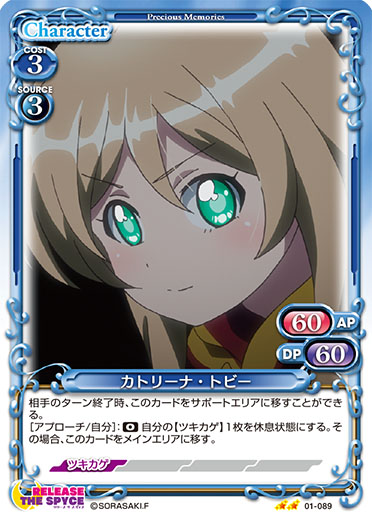 Precious Memories
Character
COST
3
SOURCE
3
60 AP
DP 60
カトリーナ・トビー
相手のターン終了時、このカードをサポートエリアに移すことができ
る。
[アプローチ/自分]：0 自分の【ツキカゲ】1枚を休息状態にする。そ
の場合、このカードをメインエリアに移す。
ツキカゲ
RELEASE
THE SPYCE
©SORASAKI.F
01-089